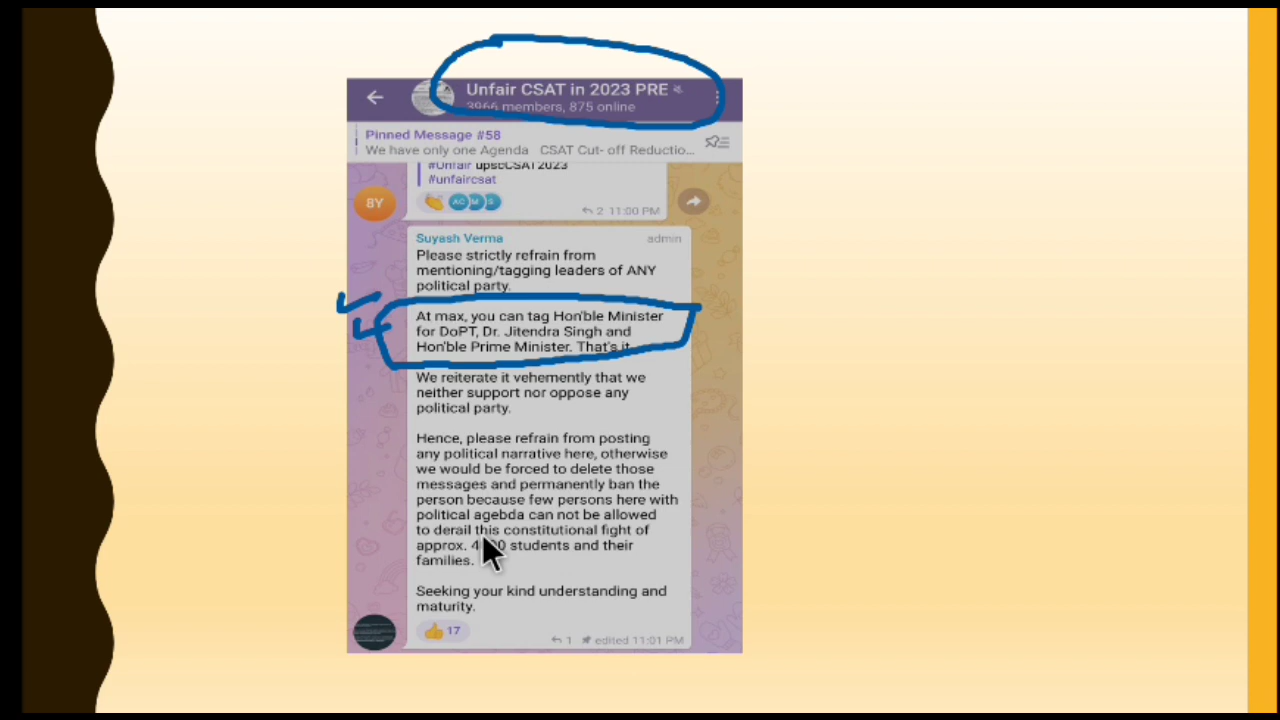 Unfair CSAT in 2023 PRE
3966 members, 875 online
Pinned Message #58
We have only one Agenda CSAT Cut- off Reductio...
#Unfair upscCSAT2023
#unfaircsat
BY
AC M S
2 11:00 PM
Suyash Verma admin
Please strictly refrain from
mentioning/tagging leaders of ANY
political party.
At max, you can tag Hon'ble Minister
for DoPT, Dr. Jitendra Singh and
Hon'ble Prime Minister. That's it
We reiterate it vehemently that we
neither support nor oppose any
political party.
Hence, please refrain from posting
any political narrative here, otherwise
we would be forced to delete those
messages and permanently ban the
person because few persons here with
political agebda can not be allowed
to derail this constitutional fight of
approx. students and their
families.
Seeking your kind understanding and
maturity.
17
1 edited 11:01 PM